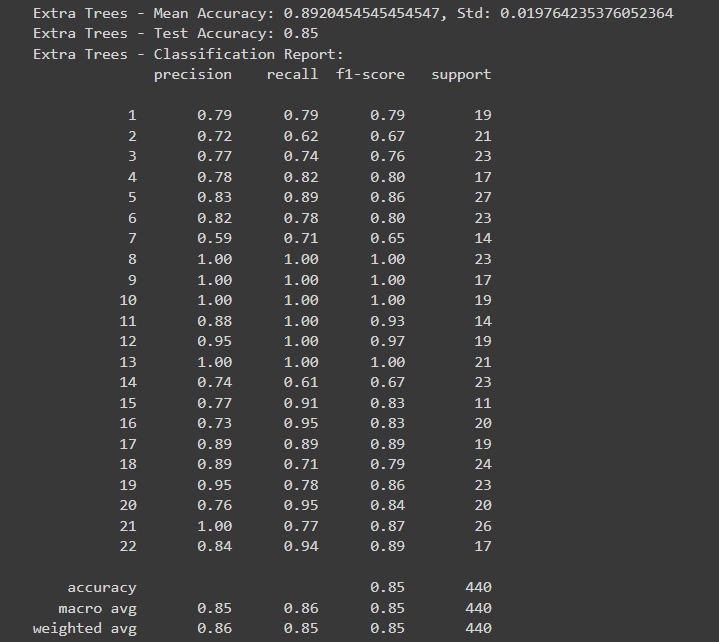 Extra Trees - Mean Accuracy: 0.8920454545454547, Std: 0.019764235376052364
Extra Trees - Test Accuracy: 0.85
Extra Trees - Classification Report:
precision recall f1-score support
1 0.79 0.79 0.79 19
2 0.72 0.62 0.67 21
3 0.77 0.74 0.76 23
4 0.78 0.82 0.80 17
5 0.83 0.89 0.86 27
6 0.82 0.78 0.80 23
7 0.59 0.71 0.65 14
8 1.00 1.00 1.00 23
9 1.00 1.00 1.00 17
10 1.00 1.00 1.00 19
11 0.88 1.00 0.93 14
12 0.95 1.00 0.97 19
13 1.00 1.00 1.00 21
14 0.74 0.61 0.67 23
15 0.77 0.91 0.83 11
16 0.73 0.95 0.83 20
17 0.89 0.89 0.89 19
18 0.89 0.71 0.79 24
19 0.95 0.78 0.86 23
20 0.76 0.95 0.84 20
21 1.00 0.77 0.87 26
22 0.84 0.94 0.89 17
accuracy 0.85 440
macro avg 0.85 0.86 0.85 440
weighted avg 0.86 0.85 0.85 440